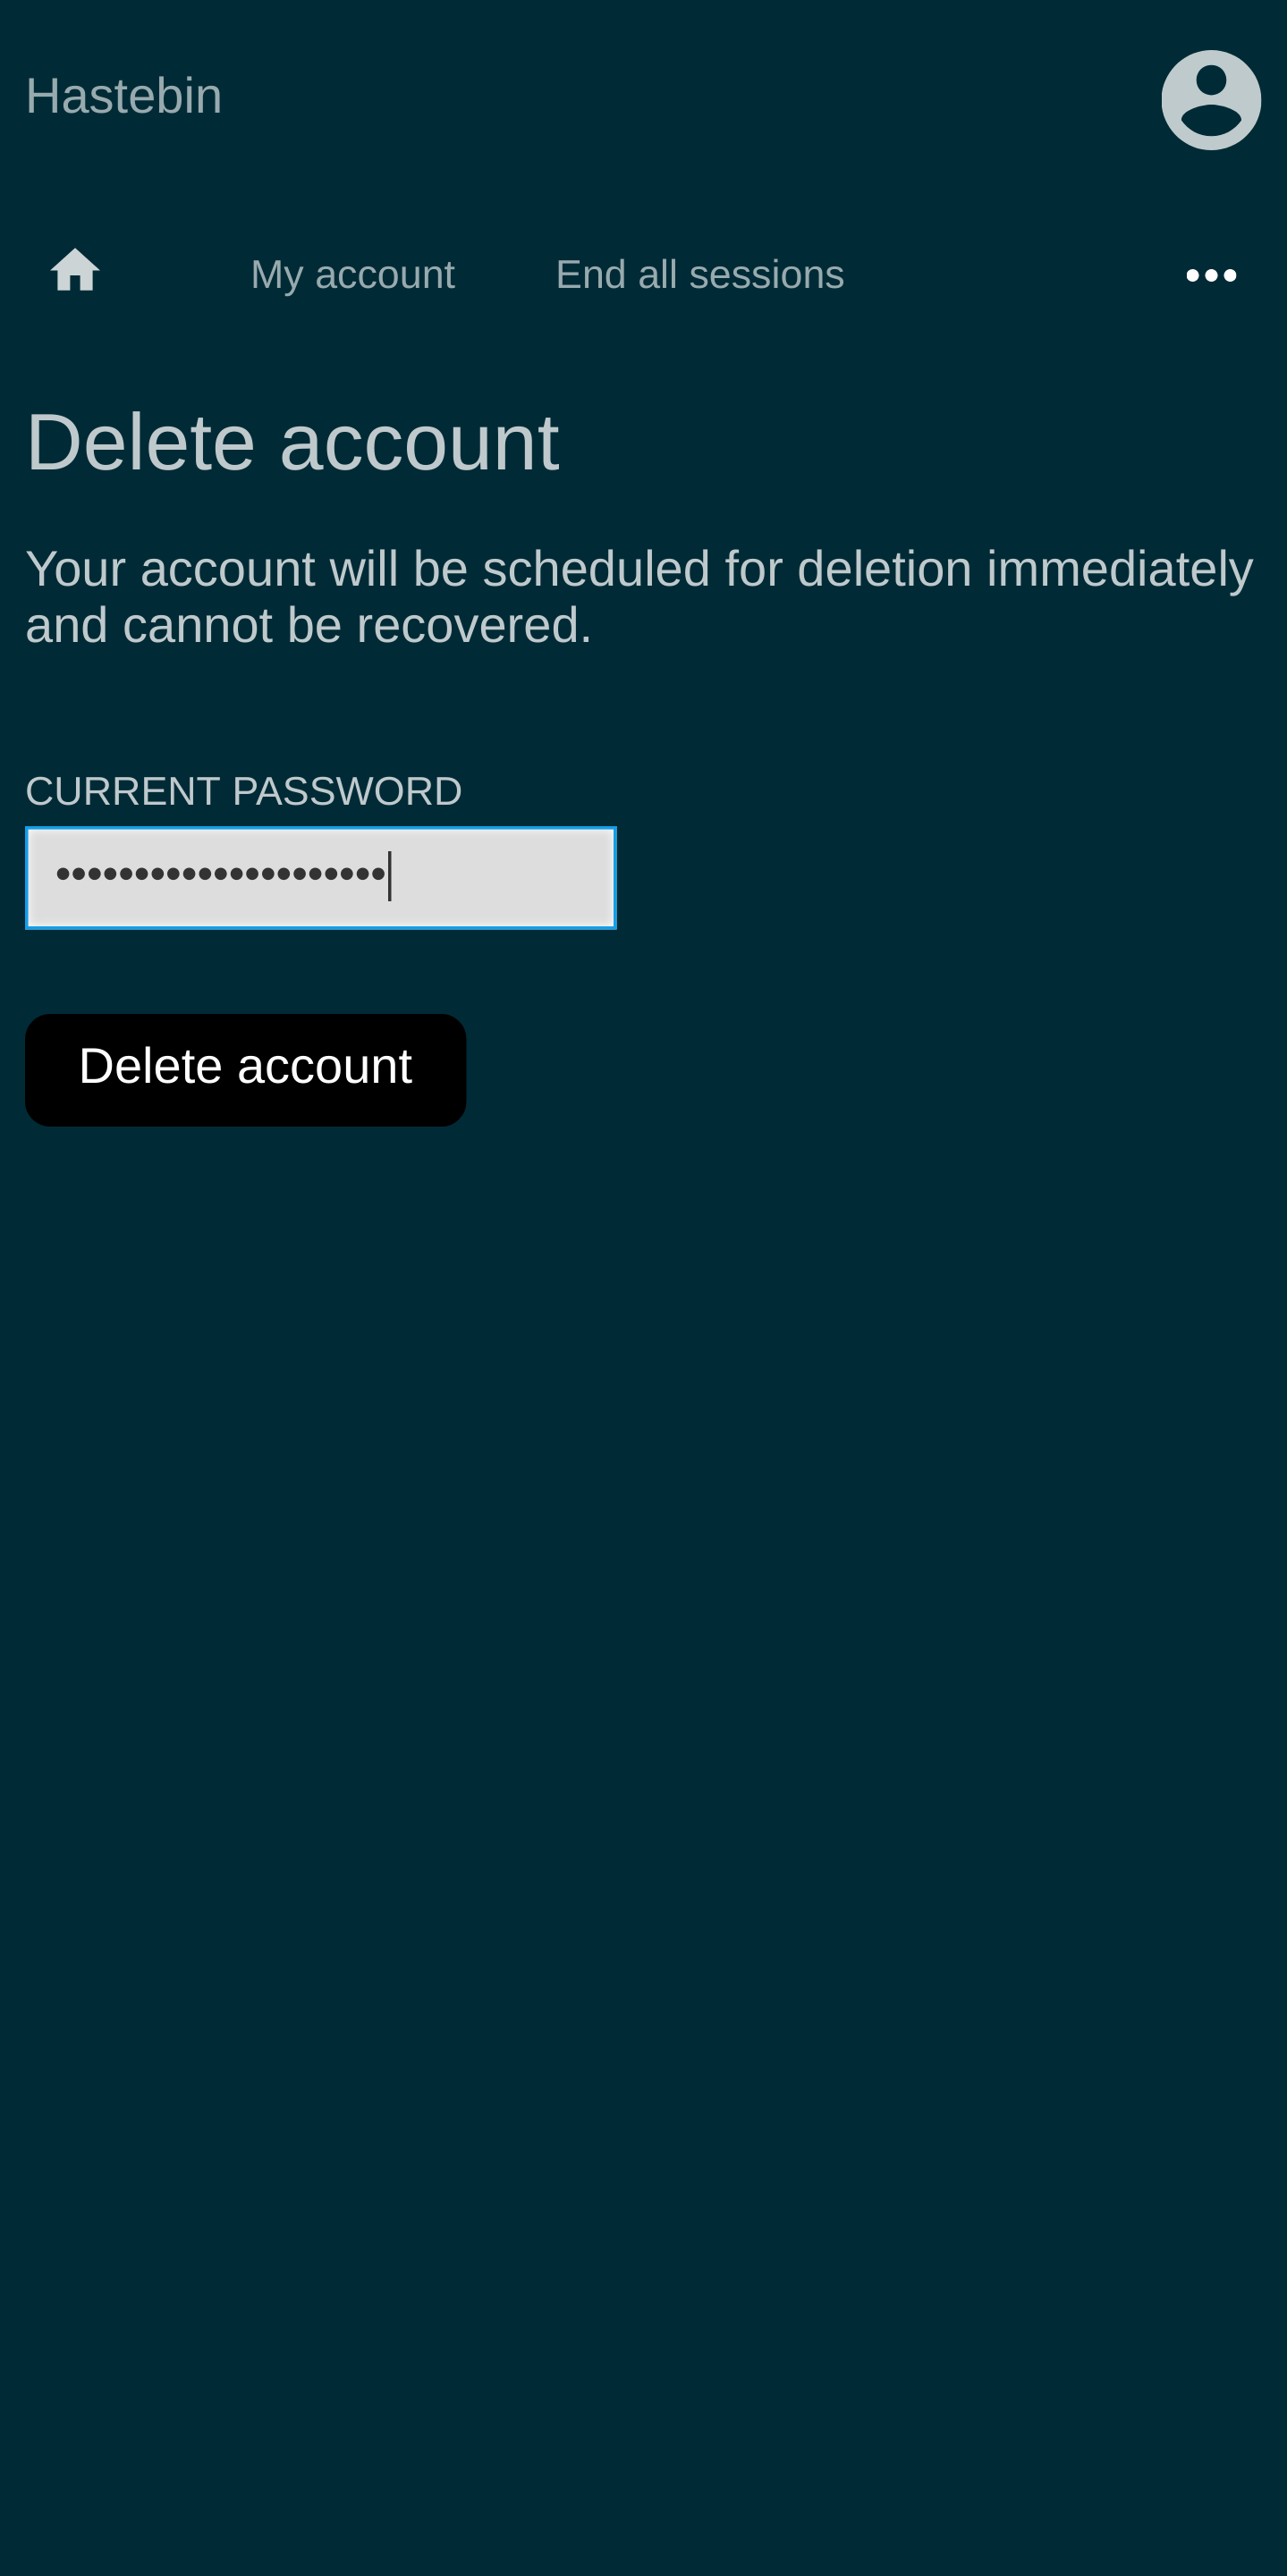 Hastebin
My account End all sessions
Delete account
Your account will be scheduled for deletion immediately
and cannot be recovered.
CURRENT PASSWORD
•••••••••••••••••••••
Delete account